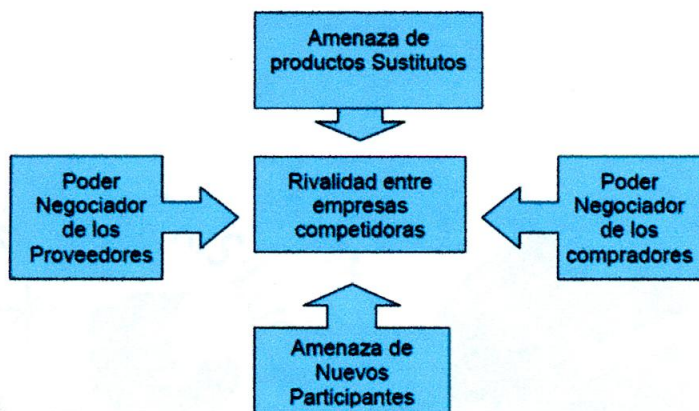 Amenaza de
productos Sustitutos
Poder
Negociador
de los
Proveedores
Rivalidad entre
empresas
competidoras
Poder
Negociador
de los
compradores
Amenaza de
Nuevos
Participantes